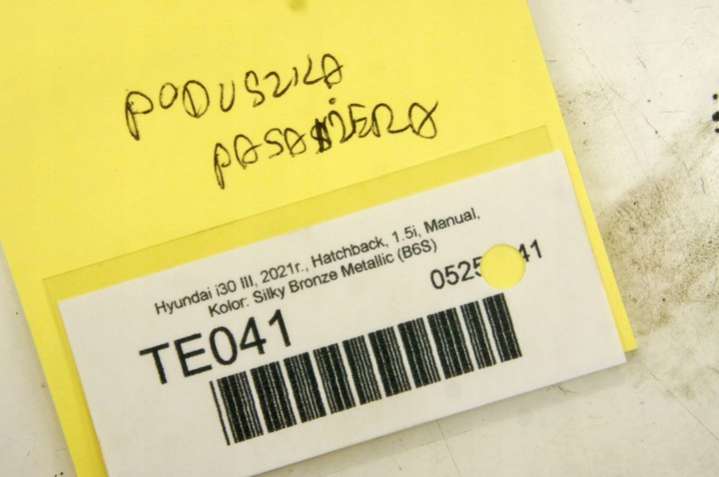 PODUSZKA
PASAŻERA
Hyundai i30 III, 2021r., Hatchback, 1.5i, Manual,
Kolor: Silky Bronze Metallic (B6S)
TE041